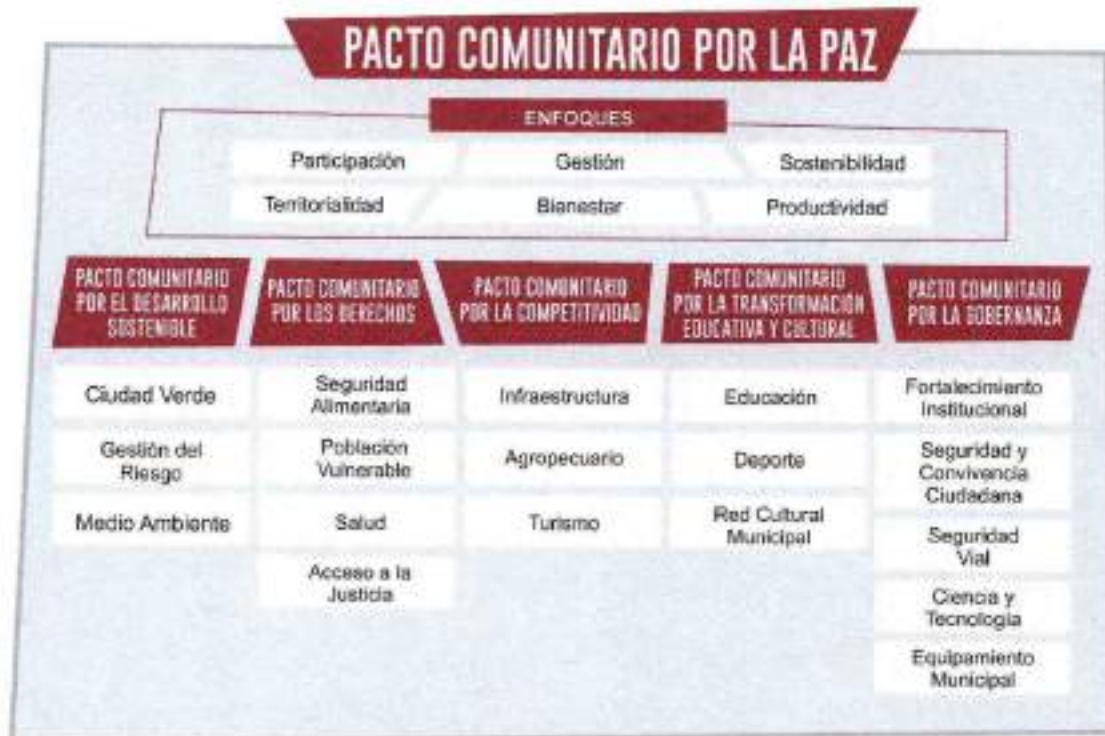 PACTO COMUNITARIO POR LA PAZ
ENFOQUES
Participación
Gestión
Sostenibilidad
Territorialidad
Bienestar
Productividad
PACTO COMUNITARIO
POR EL DESARROLLO
SOSTENIBLE
Ciudad Verde
Gestión del
Riesgo
Medio Ambiente
PACTO COMUNITARIO
POR LOS DERECHOS
Seguridad
Alimentaria
Población
Vulnerable
Salud
Acceso a la
Justicia
PACTO COMUNITARIO
POR LA COMPETITIVIDAD
Infraestructura
Agropecuario
Turismo
PACTO COMUNITARIO
POR LA TRANSFORMACIÓN
EDUCATIVA Y CULTURAL
Educación
Deporte
Red Cultural
Municipal
PACTO COMUNITARIO
POR LA GOBERNANZA
Fortalecimiento
Institucional
Seguridad y
Convivencia
Ciudadana
Seguridad
Vial
Ciencia y
Tecnología
Equipamiento
Municipal